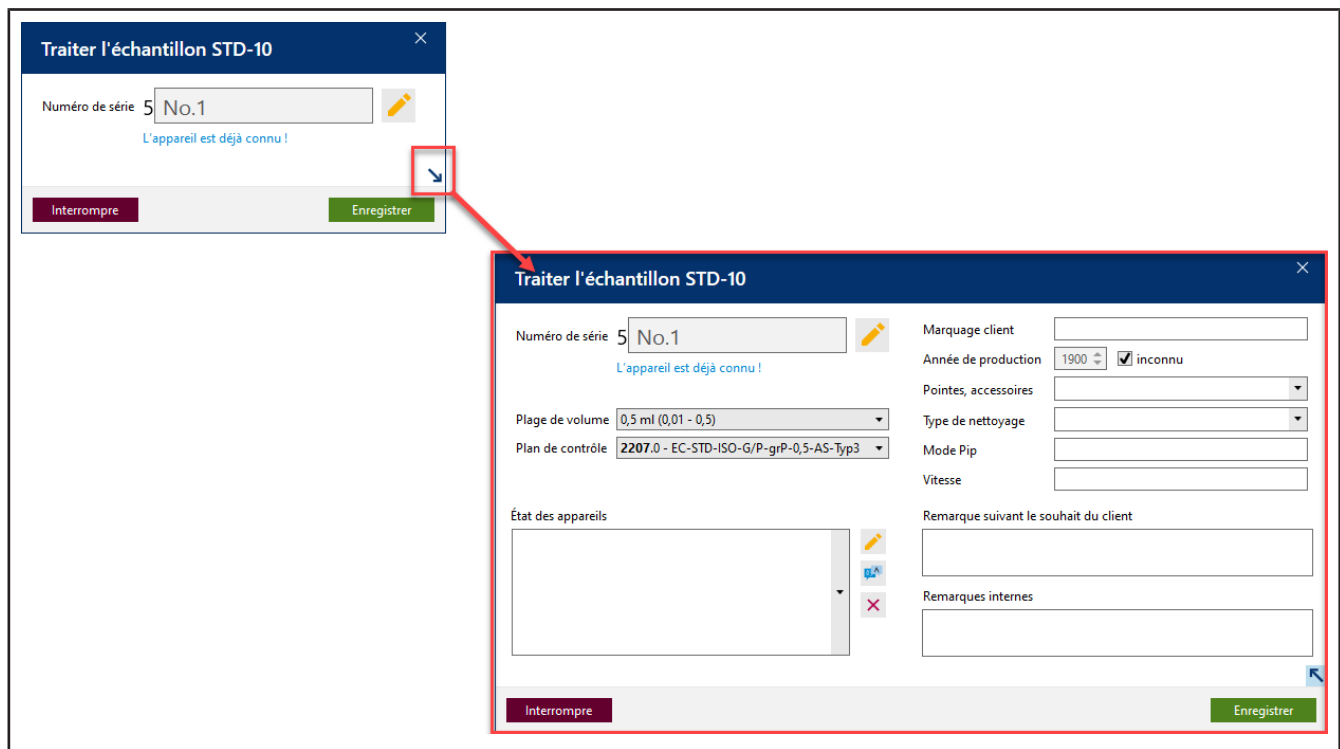 Traiter l'échantillon STD-10
Numéro de série 5 No.1
L'appareil est déjà connu !
Interrompre Enregistrer
Traiter l'échantillon STD-10
Numéro de série 5 No.1
L'appareil est déjà connu !
Plage de volume 0,5 ml (0,01 - 0,5)
Plan de contrôle 2207.0 - EC-STD-ISO-G/P-grP-0,5-AS-Typ3
Marquage client
Année de production 1900 inconnu
Pointes, accessoires
Type de nettoyage
Mode Pip
Vitesse
État des appareils
Remarque suivant le souhait du client
Remarques internes
Interrompre Enregistrer